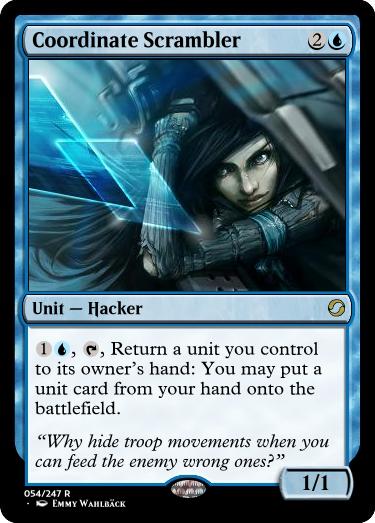 Coordinate Scrambler 2
Unit — Hacker
1, , Return a unit you control
to its owner's hand: You may put a
unit card from your hand onto the
battlefield.
“Why hide troop movements when you
can feed the enemy wrong ones?”
1/1
054/247 R
· EMMY WAHLBÄCK